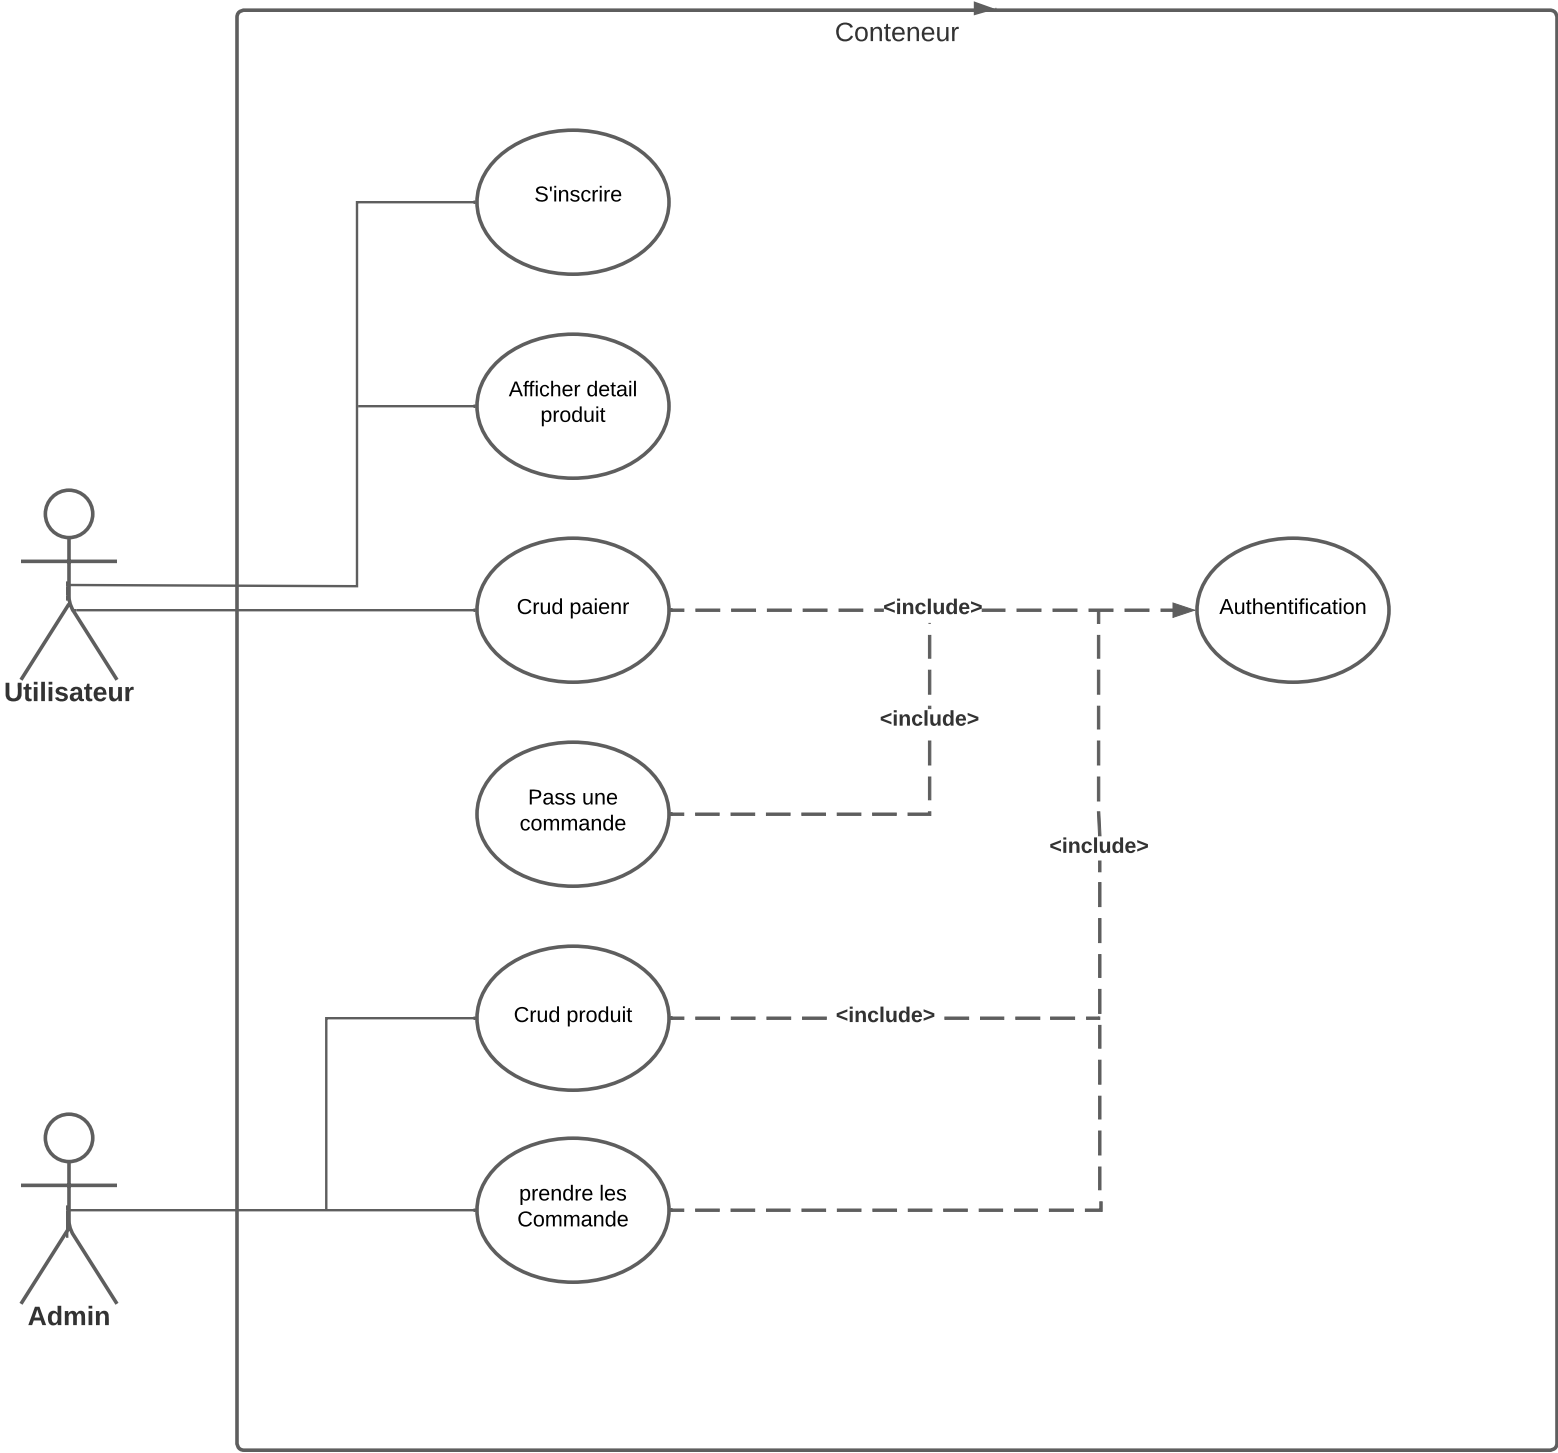 Conteneur
S'inscrire
Afficher detail
produit
Utilisateur
Crud paienr
<include>
Authentification
<include>
Pass une
commande
<include>
Crud produit
<include>
prendre les
Commande
Admin